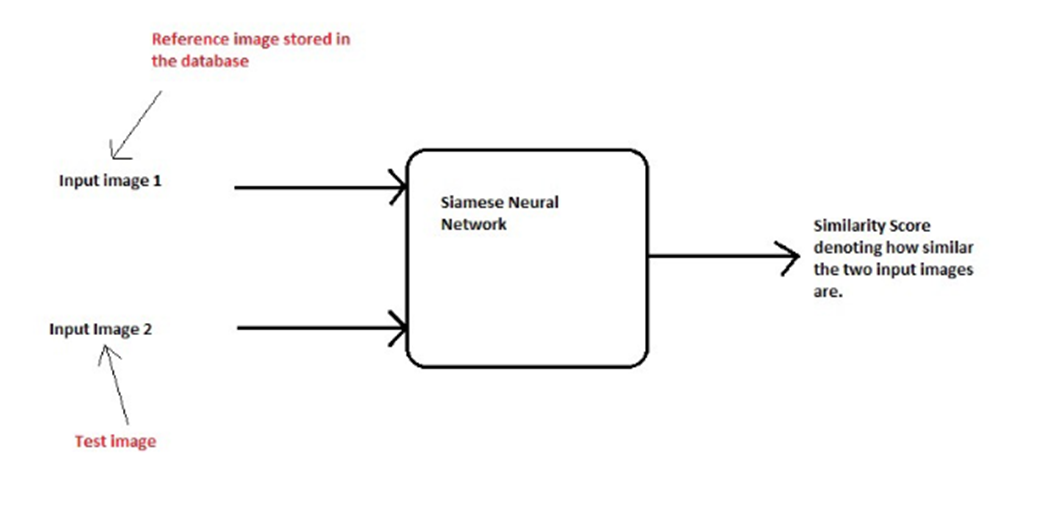 Reference image stored in
the database
Input image 1
Siamese Neural
Network
Similarity Score
denoting how similar
the two input images
are.
Input Image 2
Test image